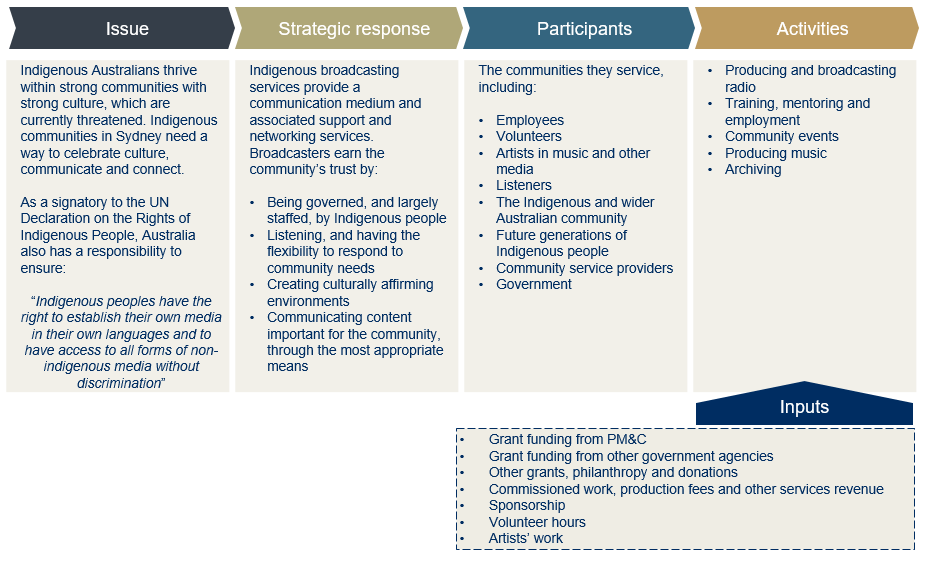 Issue
Indigenous Australians thrive
within strong communities with
strong culture, which are
currently threatened. Indigenous
communities in Sydney need a
way to celebrate culture,
communicate and connect.
As a signatory to the UN
Declaration on the Rights of
Indigenous People, Australia
also has a responsibility to
ensure:
“Indigenous peoples have the
right to establish their own media
in their own languages and to
have access to all forms of non-
indigenous media without
discrimination”
Strategic response
Indigenous broadcasting
services provide a
communication medium and
associated support and
networking services.
Broadcasters earn the
community’s trust by:
• Being governed, and largely
staffed, by Indigenous people
• Listening, and having the
flexibility to respond to
community needs
• Creating culturally affirming
environments
• Communicating content
important for the community,
through the most appropriate
means
Participants
The communities they service,
including:
• Employees
• Volunteers
• Artists in music and other
media
• Listeners
• The Indigenous and wider
Australian community
• Future generations of
Indigenous people
• Community service providers
• Government
Activities
• Producing and broadcasting
radio
• Training, mentoring and
employment
• Community events
• Producing music
• Archiving
Inputs
• Grant funding from PM&C
• Grant funding from other government agencies
• Other grants, philanthropy and donations
• Commissioned work, production fees and other services revenue
• Sponsorship
• Volunteer hours
• Artists’ work